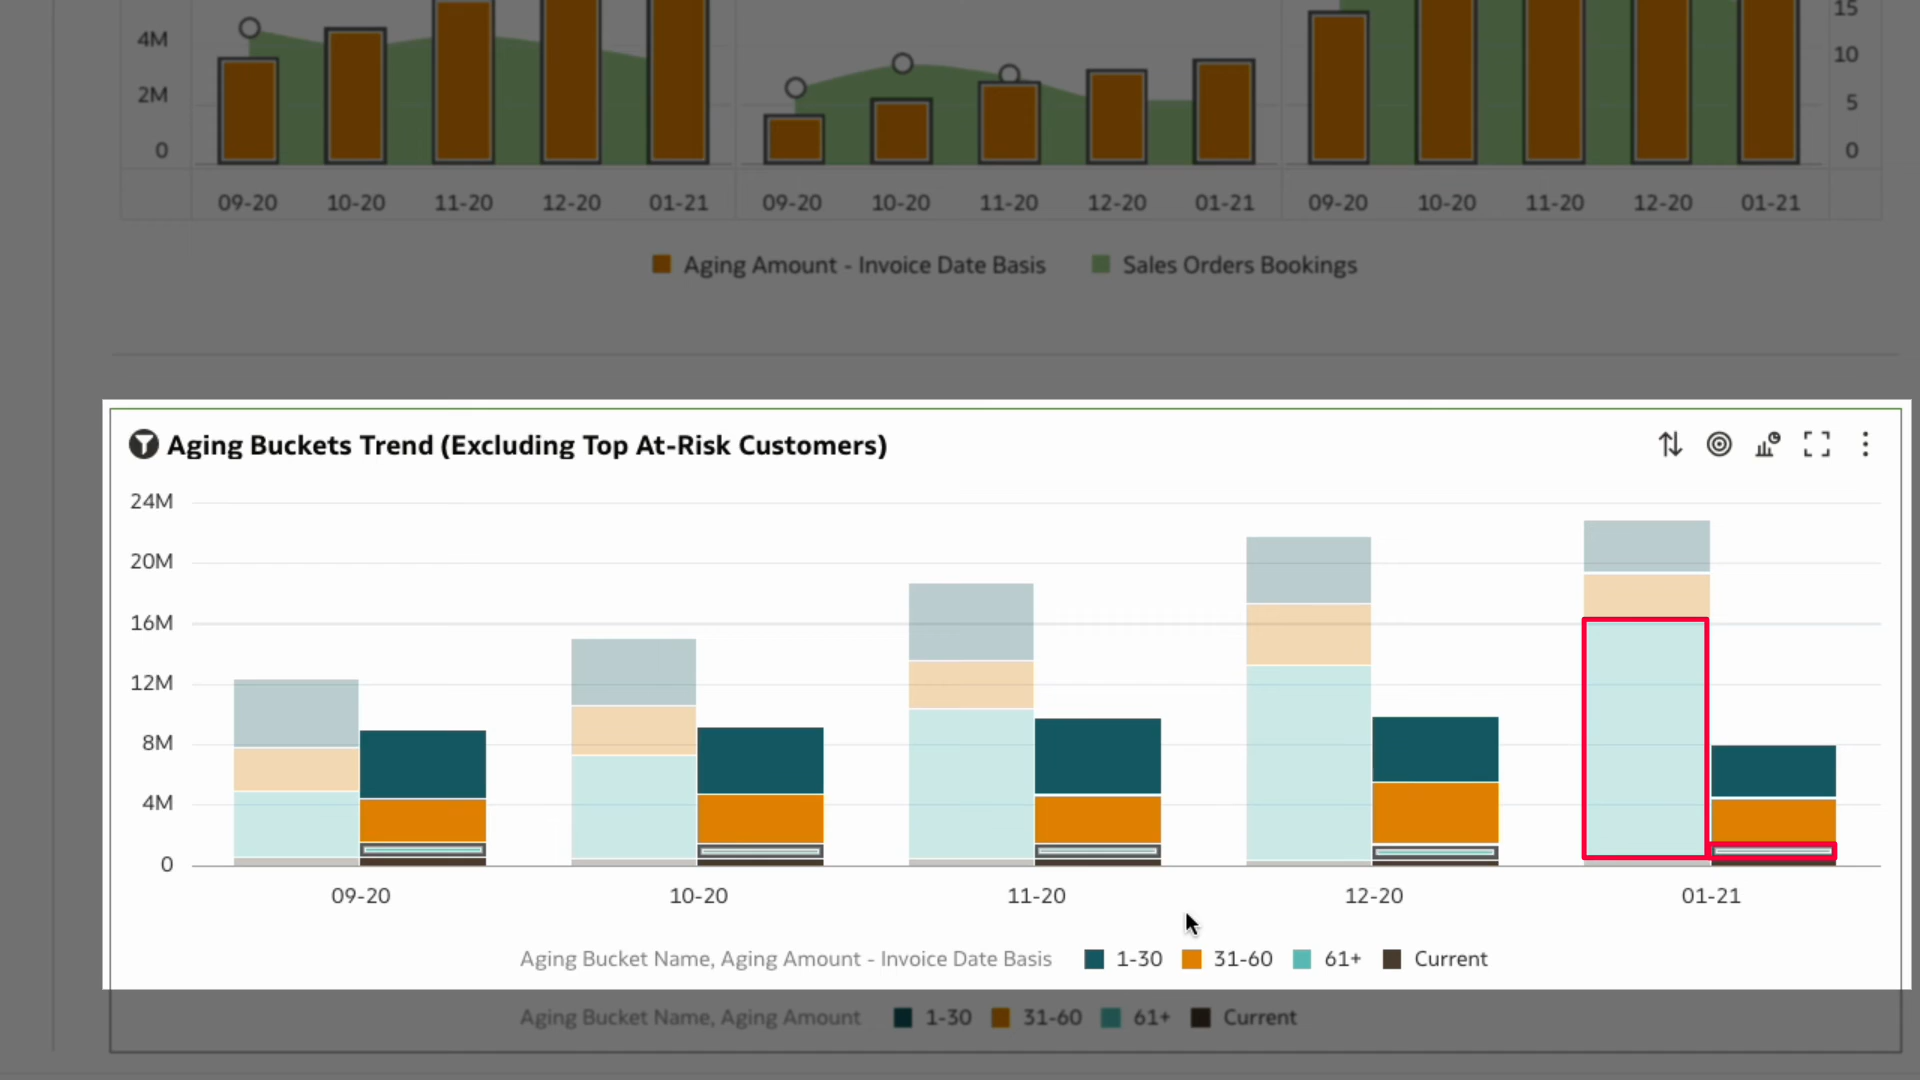 4M
2M
0
15
10
5
0
09-20 10-20 11-20 12-20 01-21 09-20 10-20 11-20 12-20 01-21 09-20 10-20 11-20 12-20 01-21
Aging Amount - Invoice Date Basis Sales Orders Bookings
Aging Buckets Trend (Excluding Top At-Risk Customers)
24M
20M
16M
12M
8M
4M
0
09-20 10-20 11-20 12-20 01-21
Aging Bucket Name, Aging Amount - Invoice Date Basis 1-30 31-60 61+ Current
Aging Bucket Name, Aging Amount 1-30 31-60 61+ Current